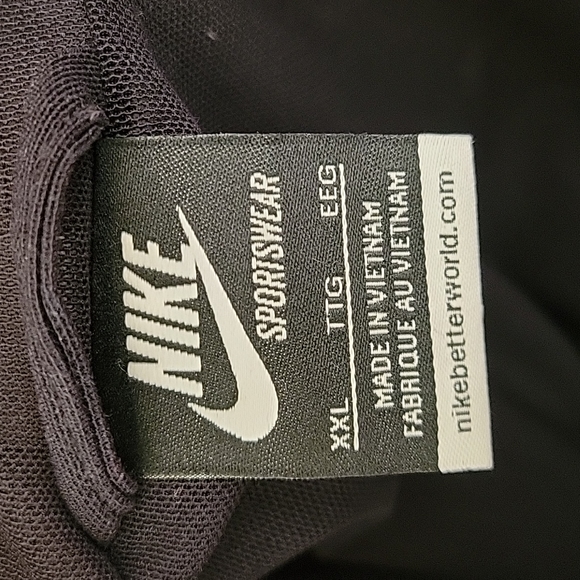 NIKE
SPORTSWEAR
XXL TTG EEG
MADE IN VIETNAM
FABRIQUE AU VIETNAM
nikebetterworld.com